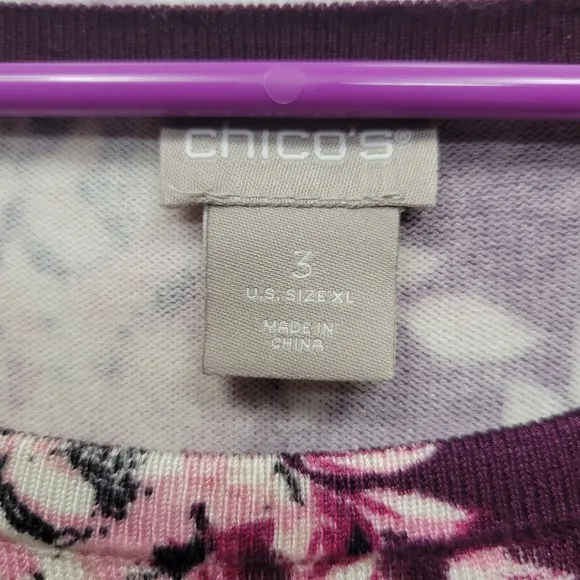 chico's®
3
U.S. SIZE XL
MADE IN
CHINA